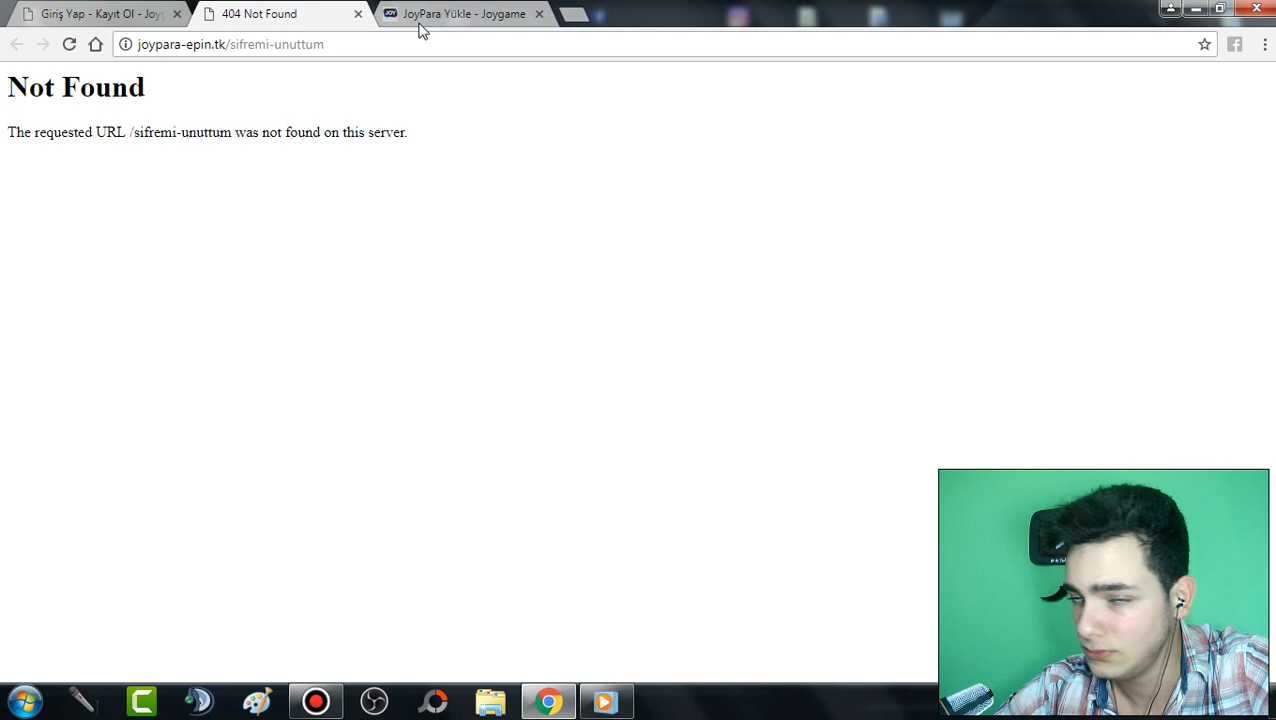 Giriş Yap - Kayıt Ol - Joyg
404 Not Found
JoyPara Yükle - Joygame
joypara-epin.tk/sifremi-unuttum
Not Found
The requested URL /sifremi-unuttum was not found on this server.